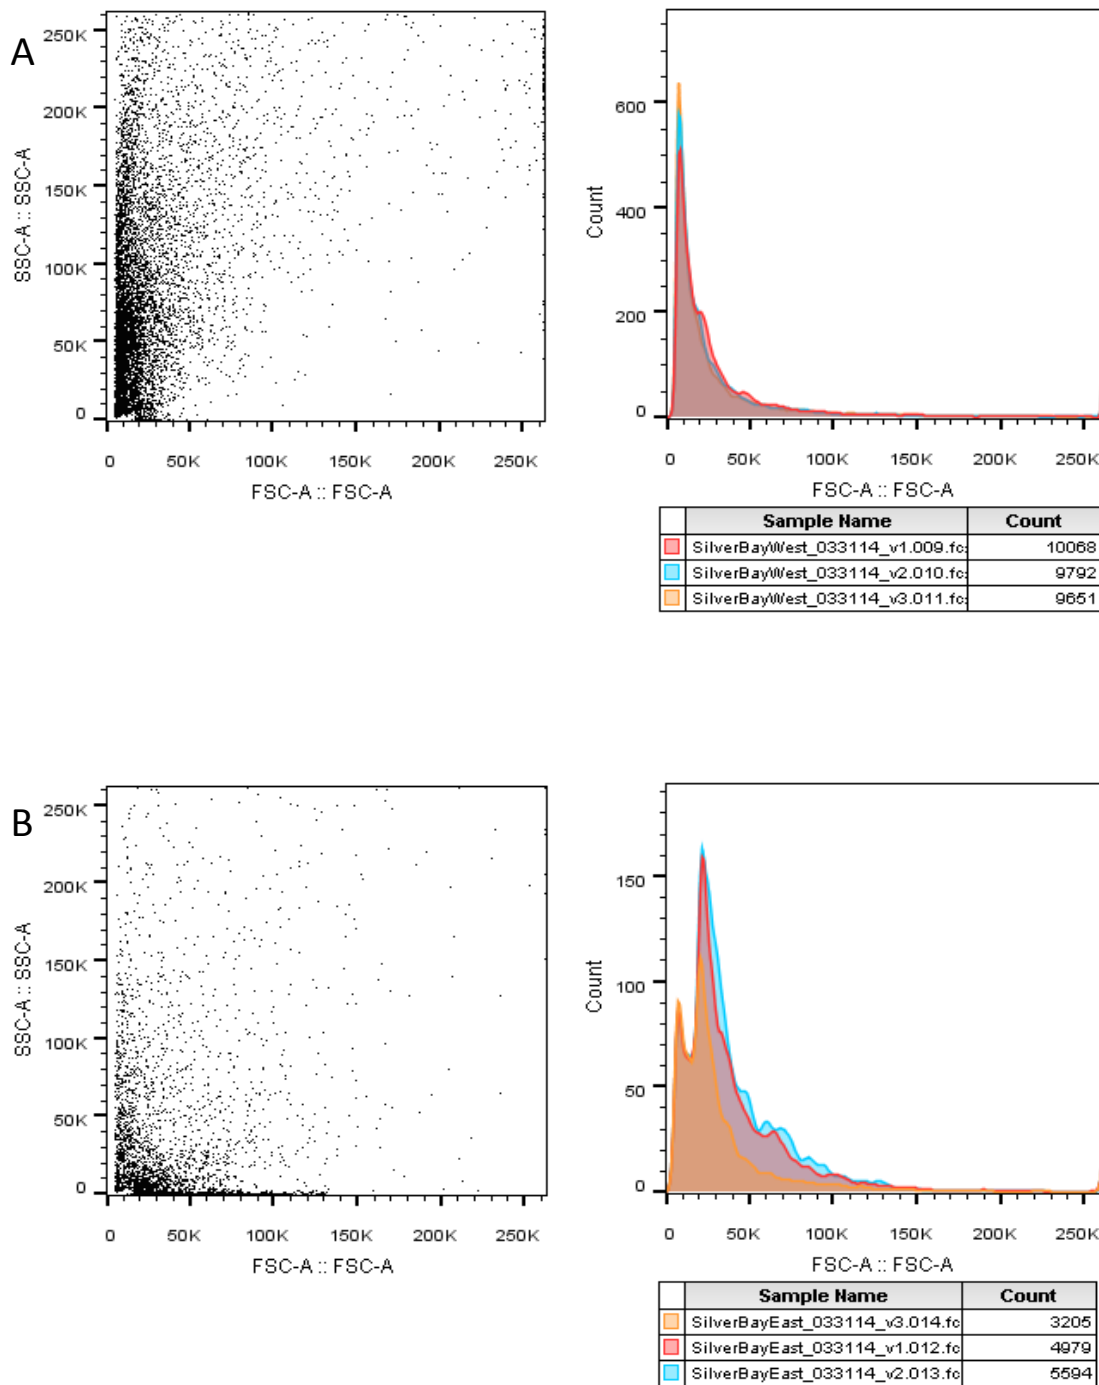 A
250K
200K
150K
100K
50K
0
SSC-A :: SSC-A
0 50K 100K 150K 200K 250K
FSC-A :: FSC-A
600
400
200
0
Count
0 50K 100K 150K 200K 250K
FSC-A :: FSC-A
Sample Name Count
SilverBayWest_033114_v1.009.fcs 10068
SilverBayWest_033114_v2.010.fcs 9792
SilverBayWest_033114_v3.011.fcs 9651
B
250K
200K
150K
100K
50K
0
SSC-A :: SSC-A
0 50K 100K 150K 200K 250K
FSC-A :: FSC-A
150
100
50
0
Count
0 50K 100K 150K 200K 250K
FSC-A :: FSC-A
Sample Name Count
SilverBayEast_033114_v3.014.fc 3205
SilverBayEast_033114_v1.012.fc 4979
SilverBayEast_033114_v2.013.fc 5594